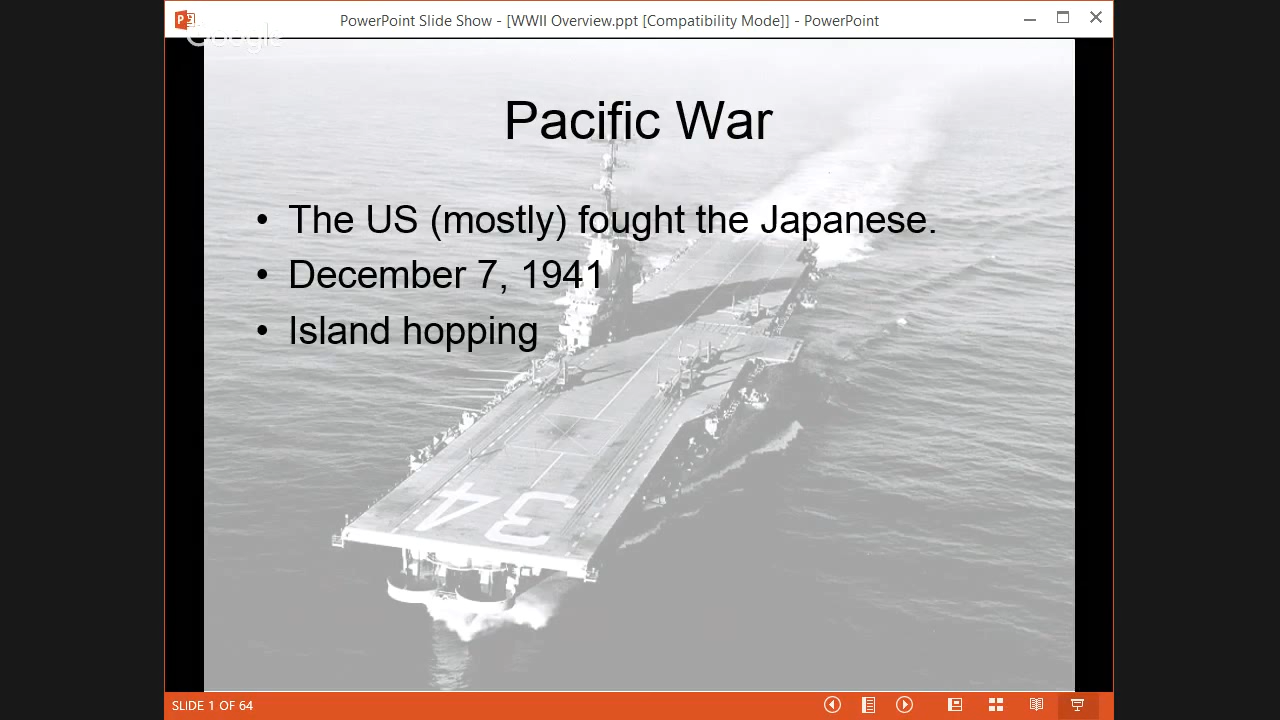 PowerPoint Slide Show - [WWII Overview.ppt [Compatibility Mode]] - PowerPoint
Google
Pacific War
• The US (mostly) fought the Japanese.
• December 7, 1941
• Island hopping
34
SLIDE 1 OF 64